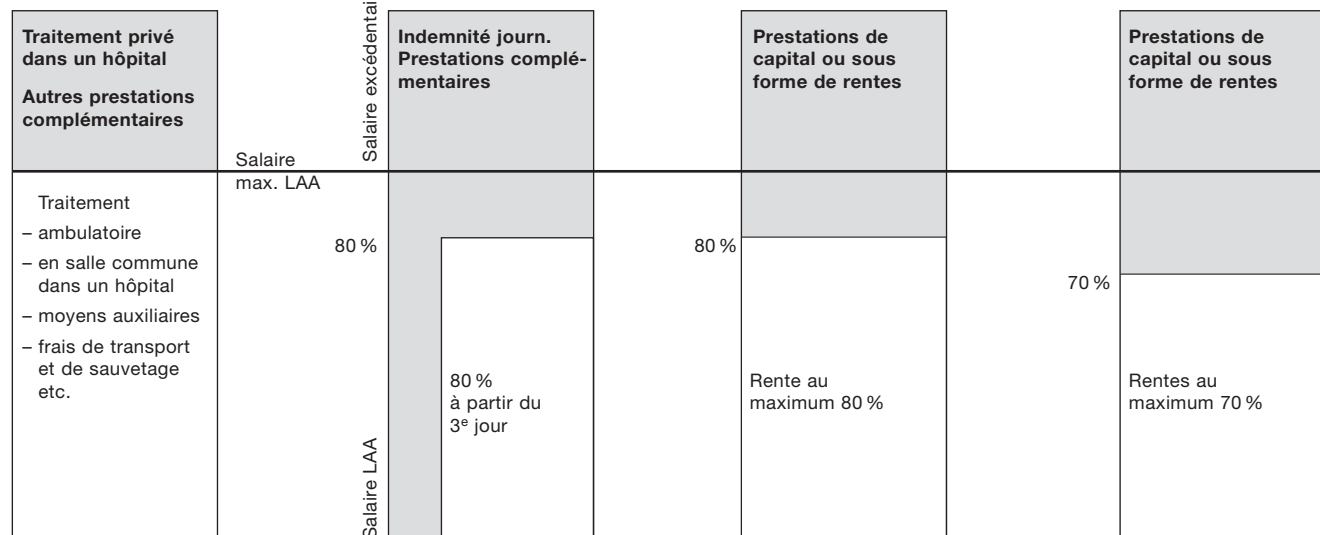 Traitement privé
dans un hôpital
Autres prestations
complémentaires
Traitement
– ambulatoire
– en salle commune
dans un hôpital
– moyens auxiliaires
– frais de transport
et de sauvetage
etc.
Salaire
max. LAA
Salaire excédentai
Salaire LAA
80 %
Indemnité journ.
Prestations complé-
mentaires
80 %
à partir du
3e jour
80 %
Prestations de
capital ou sous
forme de rentes
Rente au
maximum 80 %
70 %
Prestations de
capital ou sous
forme de rentes
Rentes au
maximum 70 %